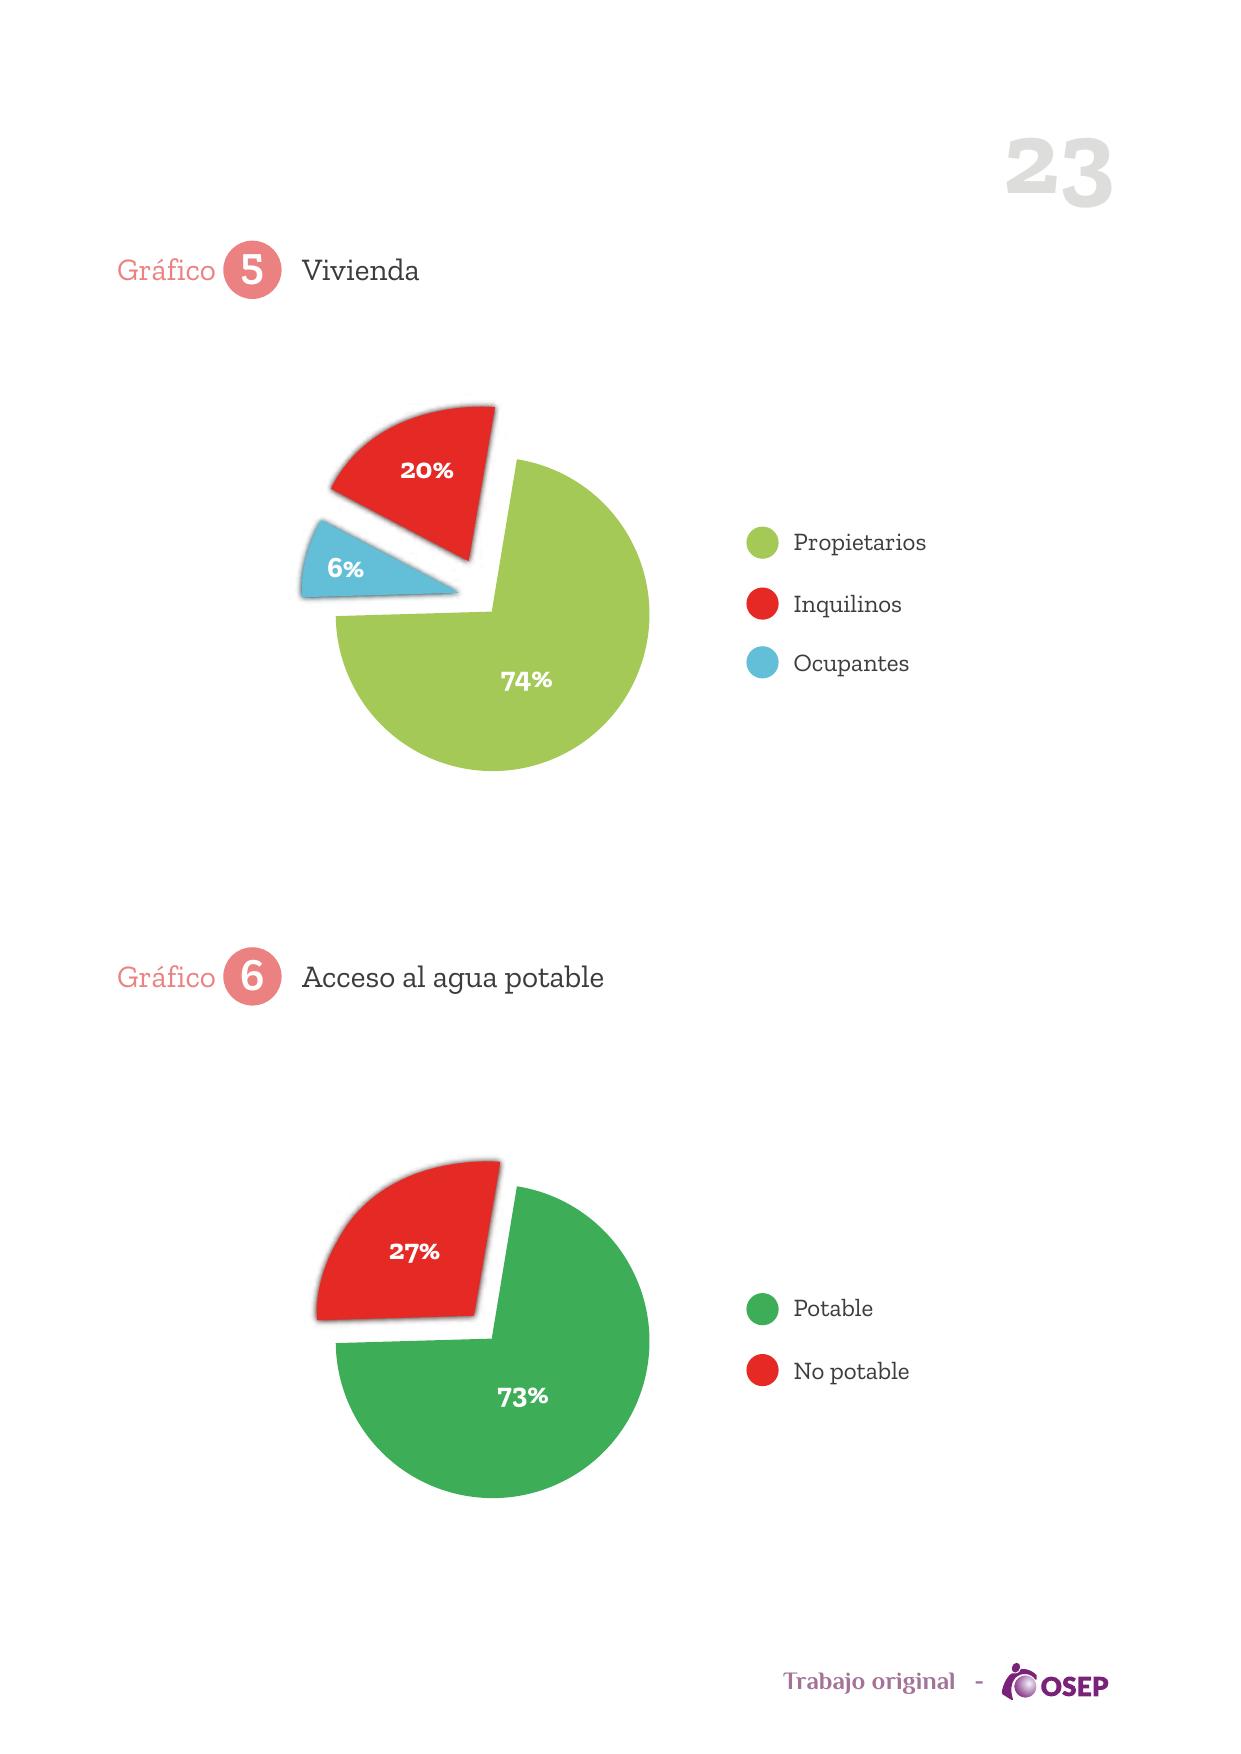 23
Gráfico 5 Vivienda
20%
6%
74%
Propietarios
Inquilinos
Ocupantes
Gráfico 6 Acceso al agua potable
27%
73%
Potable
No potable
Trabajo original - OSEP